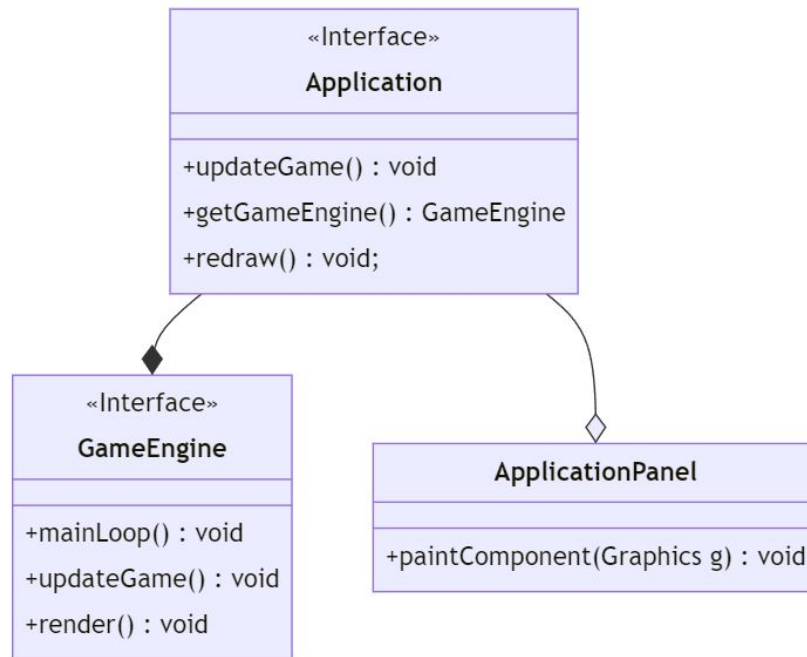 «Interface»
Application
+updateGame() : void
+getGameEngine() : GameEngine
+redraw() : void;
«Interface»
GameEngine
+mainLoop() : void
+updateGame() : void
+render() : void
ApplicationPanel
+paintComponent(Graphics g) : void